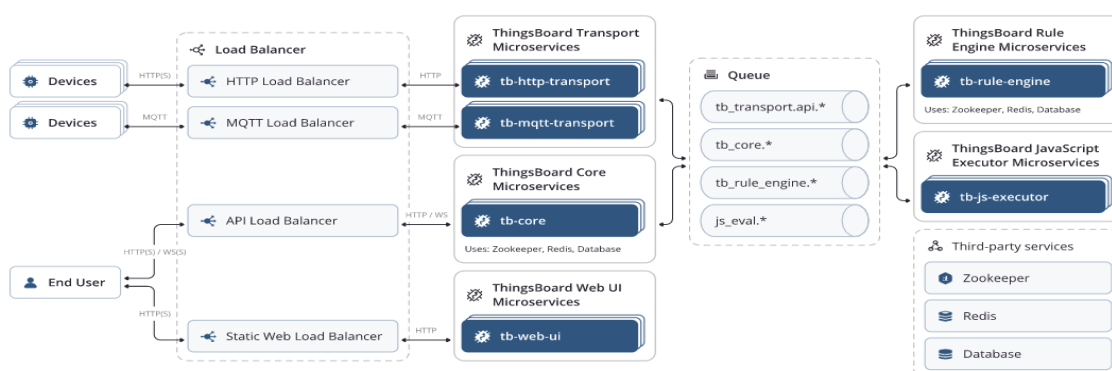 Devices
HTTP(S)
Devices
MQTT
End User
HTTP(S) / WS(S)
HTTP(S)
Load Balancer
HTTP Load Balancer
MQTT Load Balancer
API Load Balancer
Static Web Load Balancer
HTTP
MQTT
HTTP / WS
HTTP
ThingsBoard Transport
Microservices
tb-http-transport
tb-mqtt-transport
ThingsBoard Core
Microservices
tb-core
Uses: Zookeeper, Redis, Database
ThingsBoard Web UI
Microservices
tb-web-ui
Queue
tb_transport.api.*
tb_core.*
tb_rule_engine.*
js_eval.*
ThingsBoard Rule
Engine Microservices
tb-rule-engine
Uses: Zookeeper, Redis, Database
ThingsBoard JavaScript
Executor Microservices
tb-js-executor
Third-party services
Zookeeper
Redis
Database